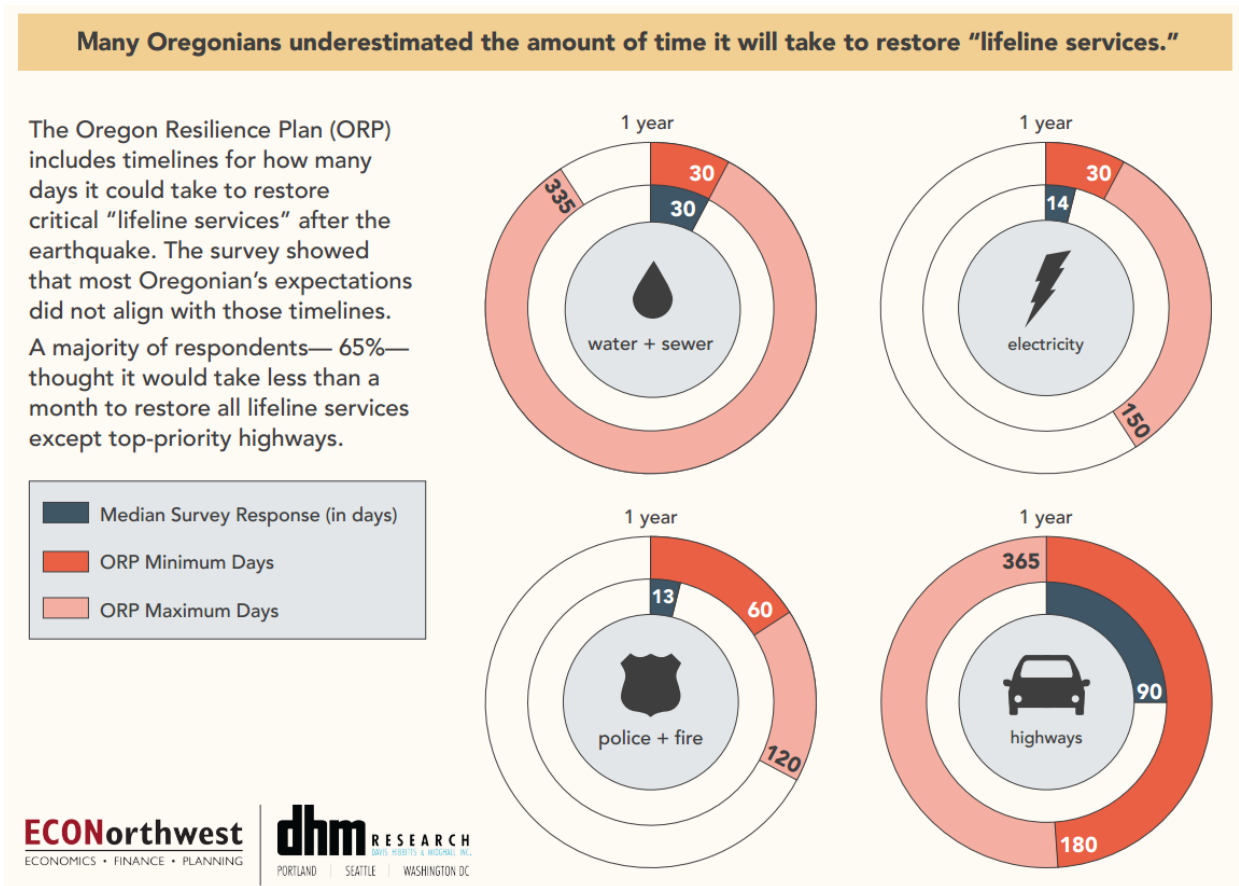 Many Oregonians underestimated the amount of time it will take to restore “lifeline services.”
The Oregon Resilience Plan (ORP)
includes timelines for how many
days it could take to restore
critical “lifeline services” after the
earthquake. The survey showed
that most Oregonian’s expectations
did not align with those timelines.
A majority of respondents— 65%—
thought it would take less than a
month to restore all lifeline services
except top-priority highways.
Median Survey Response (in days)
ORP Minimum Days
ORP Maximum Days
1 year
30
30
335
water + sewer
1 year
30
14
150
electricity
1 year
13
60
120
police + fire
1 year
365
90
180
highways
ECONorthwest
ECONOMICS • FINANCE • PLANNING
dhm RESEARCH
DAVIS HIBBITTS & MIDGHALL INC.
PORTLAND | SEATTLE | WASHINGTON DC